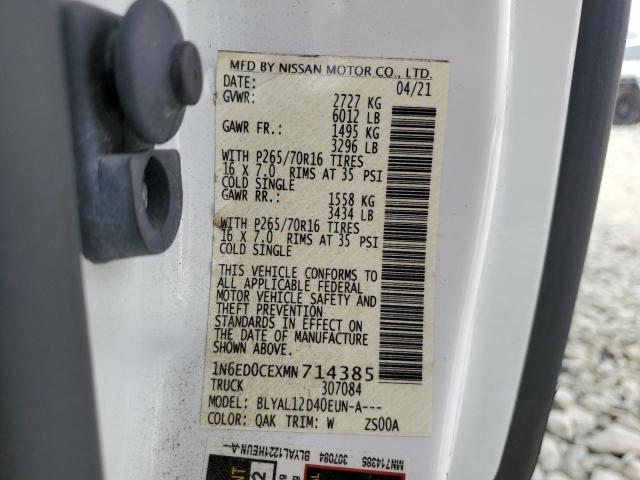 MFD BY NISSAN MOTOR CO., LTD.
DATE: 04/21
GVWR: 2727 KG
6012 LB
GAWR FR.: 1495 KG
3296 LB
WITH P265/70R16 TIRES
16 X 7.0 RIMS AT 35 PSI
COLD SINGLE
GAWR RR.: 1558 KG
3434 LB
WITH P265/70R16 TIRES
16 X 7.0 RIMS AT 35 PSI
COLD SINGLE
THIS VEHICLE CONFORMS TO
ALL APPLICABLE FEDERAL
MOTOR VEHICLE SAFETY AND
THEFT PREVENTION
STANDARDS IN EFFECT ON
THE DATE OF MANUFACTURE
SHOWN ABOVE.
1N6ED0CEXMN714385
TRUCK 307084
MODEL: BLYAL12D40EUN-A---
COLOR: QAK TRIM: W ZS00A
MN714385 307084 BLYAL1221HEUN-A